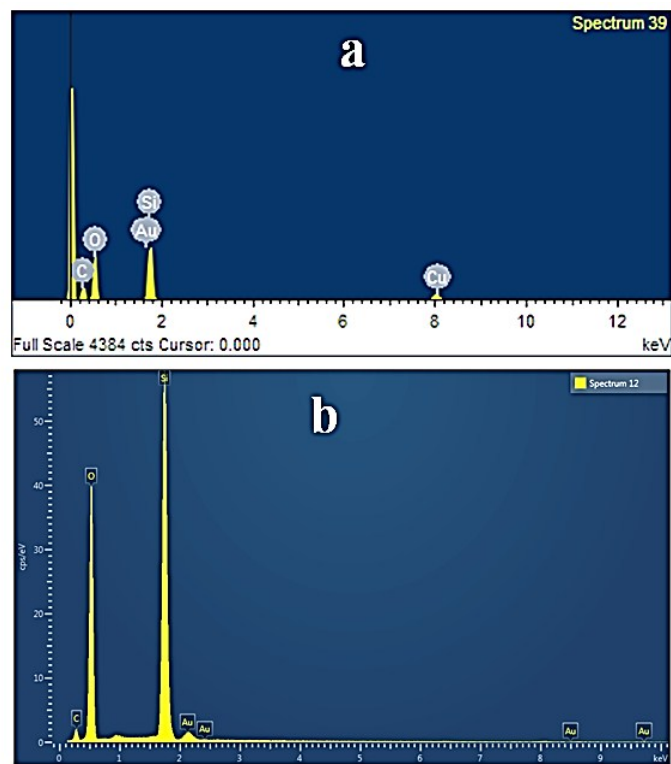 Spectrum 39
a
Si
Au
O
C
Cu
0 2 4 6 8 10 12
Full Scale 4384 cts Cursor: 0.000 keV
b
Spectrum 12
Si
50
O
40
cps/eV
30
20
10
C
Au
Au
Au
Au
0
0 1 2 3 4 5 6 7 8 9 keV